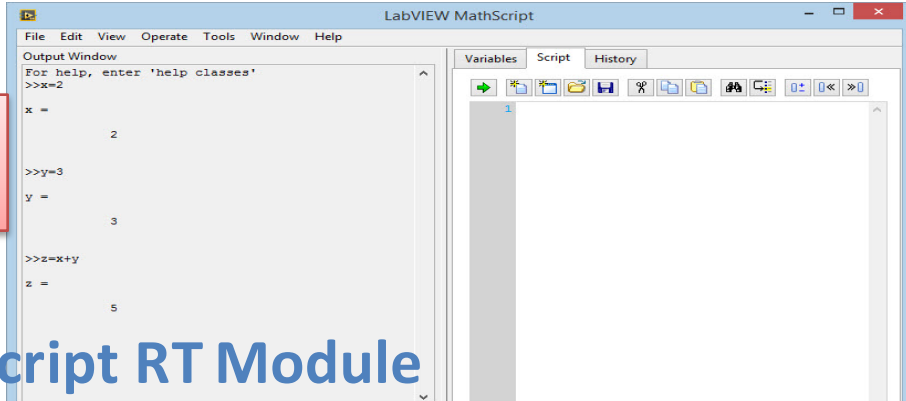 LabVIEW MathScript
File Edit View Operate Tools Window Help
Output Window
For help, enter 'help classes'
>>x=2
x =
2
>>y=3
y =
3
>>z=x+y
z =
5
Variables Script History
1
cript RT Module